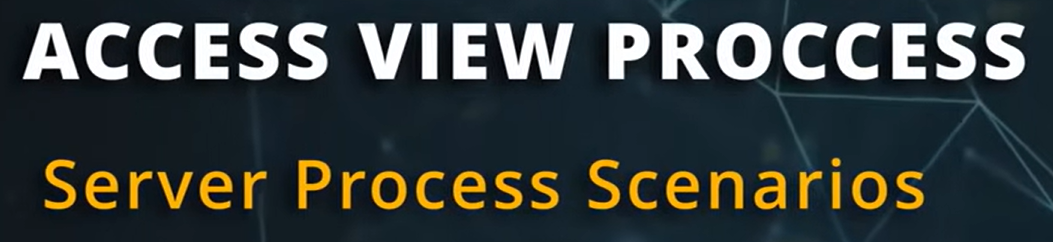 ACCESS VIEW PROCCESS
Server Process Scenarios